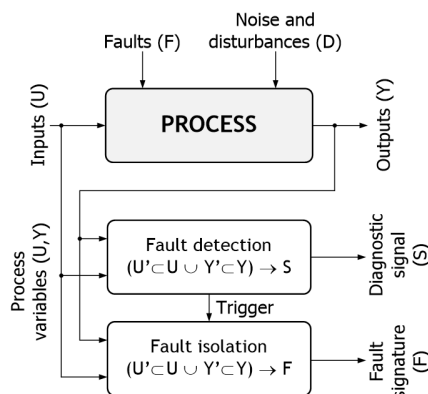 Noise and
Faults (F)
disturbances (D)
Inputs (U)
PROCESS
Outputs (Y)
Process
variables (U,Y)
Fault detection
(U'⊂U ∪ Y'⊂Y) → S
Diagnostic
signal
(S)
Trigger
Fault isolation
(U'⊂U ∪ Y'⊂Y) → F
Fault
signature
(F)